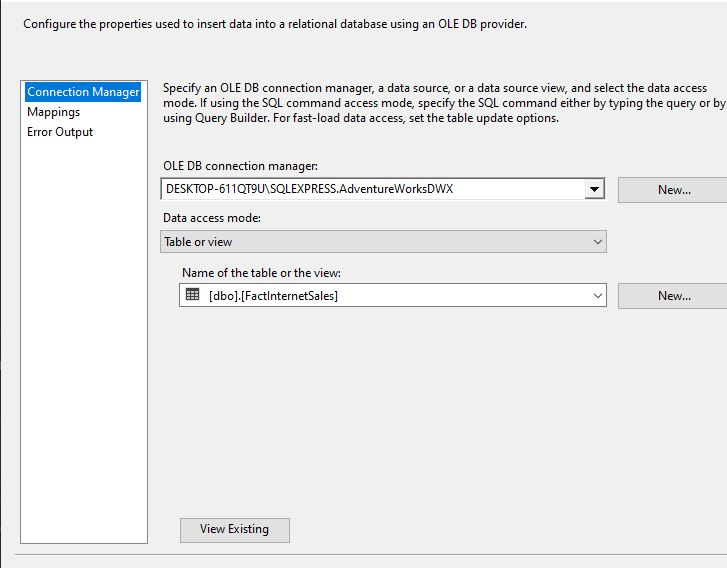 Configure the properties used to insert data into a relational database using an OLE DB provider.
Connection Manager
Mappings
Error Output
Specify an OLE DB connection manager, a data source, or a data source view, and select the data access
mode. If using the SQL command access mode, specify the SQL command either by typing the query or by
using Query Builder. For fast-load data access, set the table update options.
OLE DB connection manager:
DESKTOP-611QT9U\SQLEXPRESS.AdventureWorksDWX
New...
Data access mode:
Table or view
Name of the table or the view:
[dbo].[FactInternetSales]
New...
View Existing